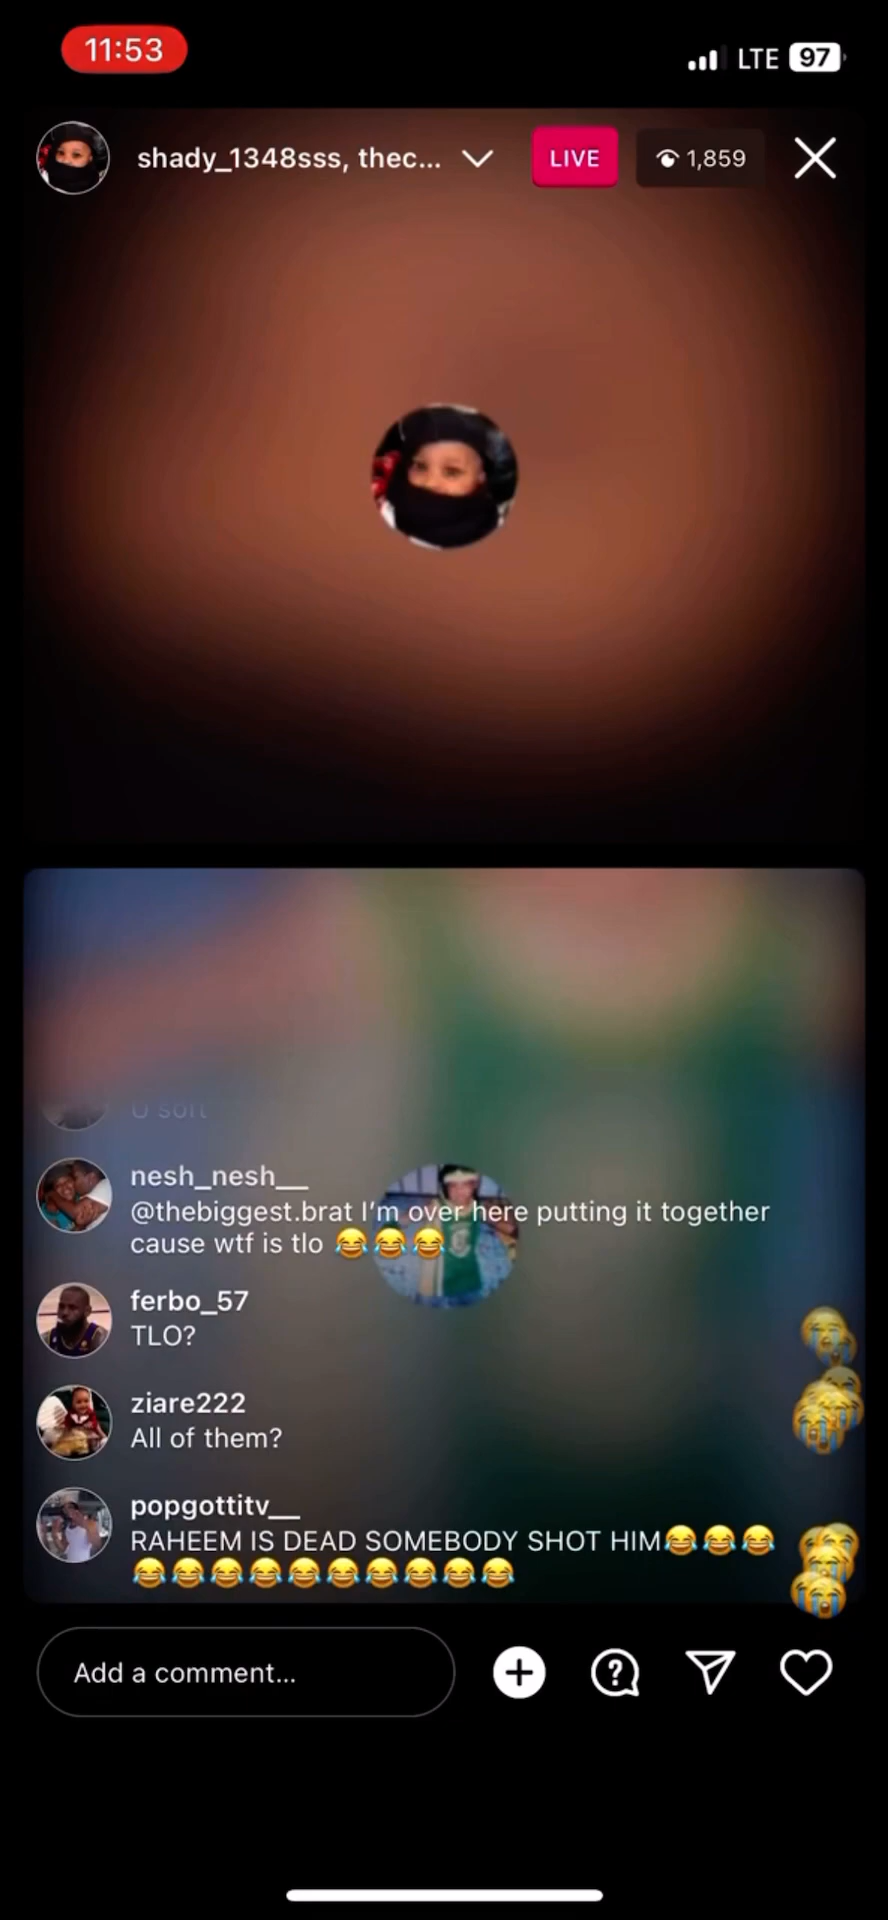 11:53
LTE 97
shady_1348sss, thec...
LIVE
1,859
U soft
nesh_nesh__
@thebiggest.brat I'm over here putting it together
cause wtf is tlo 😂😂😂
ferbo_57
TLO?
ziare222
All of them?
popgottitv__
RAHEEM IS DEAD SOMEBODY SHOT HIM😂😂😂
😂😂😂😂😂😂😂😂😂😂
Add a comment...